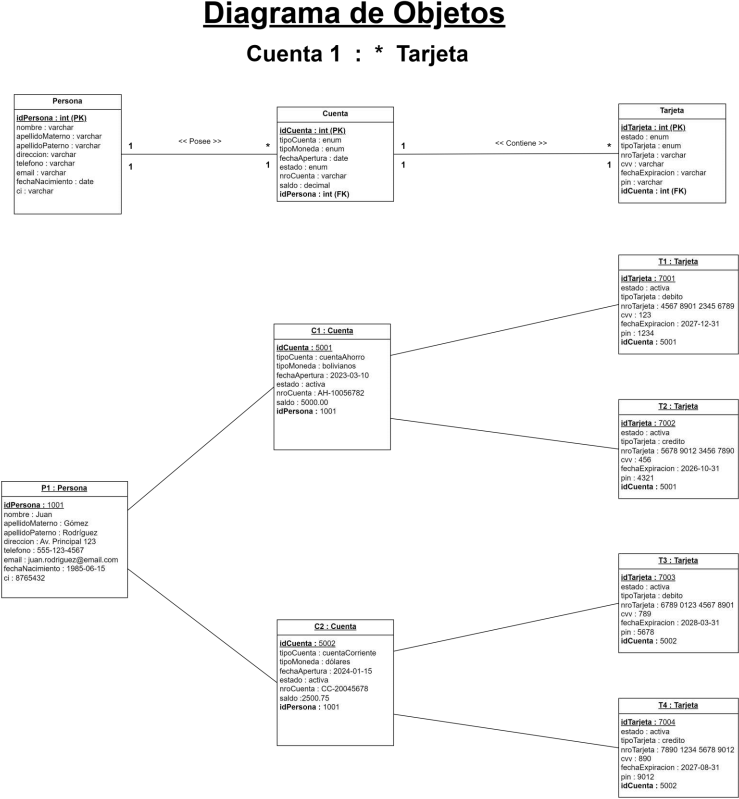 Diagrama de Objetos
Cuenta 1 : * Tarjeta
Persona
idPersona : int (PK)
nombre : varchar
apellidoMaterno : varchar
apellidoPaterno : varchar
direccion: varchar
telefono : varchar
email : varchar
fechaNacimiento : date
ci : varchar
1
<< Posee >>
*
1
1
Cuenta
idCuenta : int (PK)
tipoCuenta : enum
tipoMoneda : enum
fechaApertura : date
estado : enum
nroCuenta : varchar
saldo : decimal
idPersona : int (FK)
1
<< Contiene >>
*
1
1
Tarjeta
idTarjeta : int (PK)
estado : enum
tipoTarjeta : enum
nroTarjeta : varchar
cvv : varchar
fechaExpiracion : varchar
pin : varchar
idCuenta : int (FK)
T1 : Tarjeta
idTarjeta : 7001
estado : activa
tipoTarjeta : debito
nroTarjeta : 4567 8901 2345 6789
cvv : 123
fechaExpiracion : 2027-12-31
pin : 1234
idCuenta : 5001
C1 : Cuenta
idCuenta : 5001
tipoCuenta : cuentaAhorro
tipoMoneda : bolivianos
fechaApertura : 2023-03-10
estado : activa
nroCuenta : AH-10056782
saldo : 5000.00
idPersona : 1001
T2 : Tarjeta
idTarjeta : 7002
estado : activa
tipoTarjeta : credito
nroTarjeta : 5678 9012 3456 7890
cvv : 456
fechaExpiracion : 2026-10-31
pin : 4321
idCuenta : 5001
P1 : Persona
idPersona : 1001
nombre : Juan
apellidoMaterno : Gómez
apellidoPaterno : Rodríguez
direccion : Av. Principal 123
telefono : 555-123-4567
email : juan.rodriguez@email.com
fechaNacimiento : 1985-06-15
ci : 8765432
T3 : Tarjeta
idTarjeta : 7003
estado : activa
tipoTarjeta : debito
nroTarjeta : 6789 0123 4567 8901
cvv : 789
fechaExpiracion : 2028-03-31
pin : 5678
idCuenta : 5002
C2 : Cuenta
idCuenta : 5002
tipoCuenta : cuentaCorriente
tipoMoneda : dólares
fechaApertura : 2024-01-15
estado : activa
nroCuenta : CC-20045678
saldo :2500.75
idPersona : 1001
T4 : Tarjeta
idTarjeta : 7004
estado : activa
tipoTarjeta : credito
nroTarjeta : 7890 1234 5678 9012
cvv : 890
fechaExpiracion : 2027-08-31
pin : 9012
idCuenta : 5002